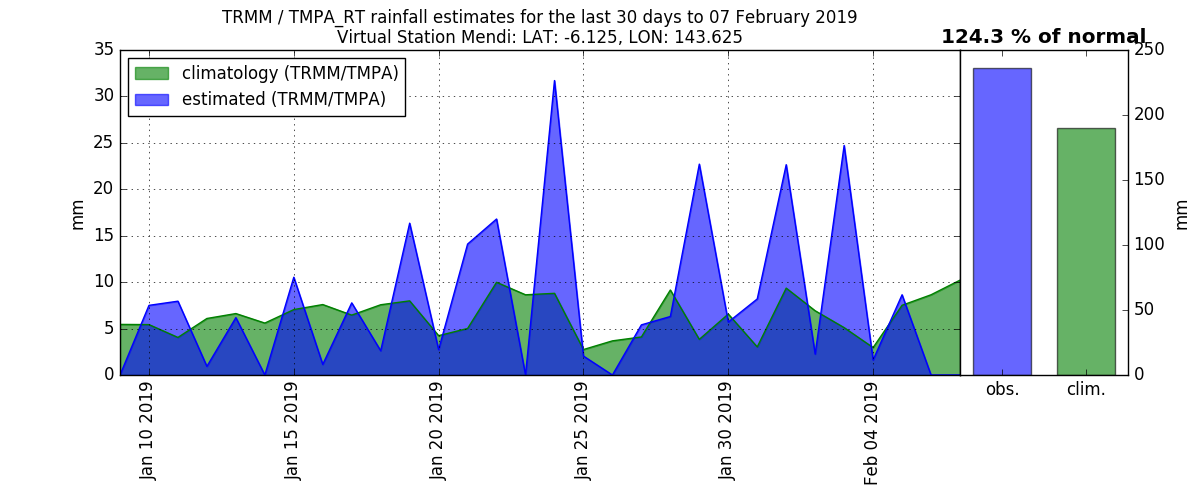 TRMM / TMPA_RT rainfall estimates for the last 30 days to 07 February 2019
Virtual Station Mendi: LAT: -6.125, LON: 143.625
124.3 % of normal
climatology (TRMM/TMPA)
estimated (TRMM/TMPA)
35
30
25
20
15
10
5
0
mm
Jan 10 2019
Jan 15 2019
Jan 20 2019
Jan 25 2019
Jan 30 2019
Feb 04 2019
250
200
150
100
50
0
mm
obs.
clim.